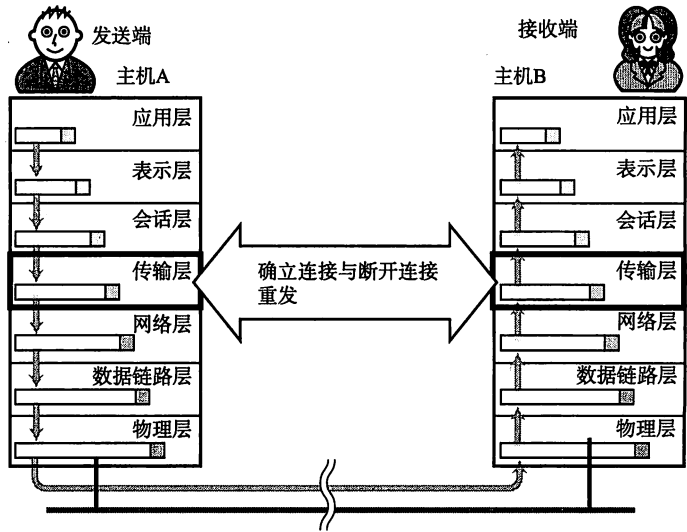 发送端
主机A
应用层
表示层
会话层
传输层
网络层
数据链路层
物理层
确立连接与断开连接
重发
接收端
主机B
应用层
表示层
会话层
传输层
网络层
数据链路层
物理层